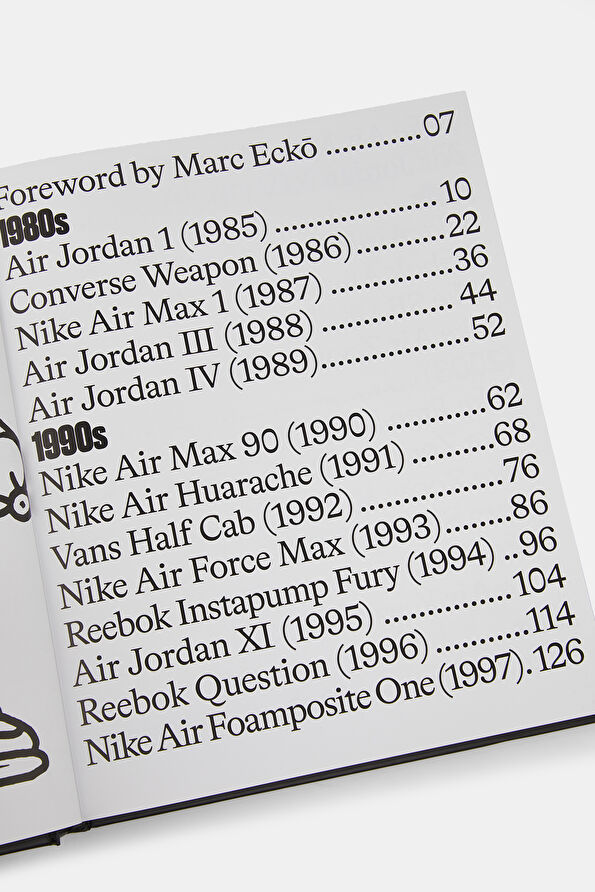 Foreword by Marc Eckō ............07
1980s
Air Jordan 1 (1985) ..................... 10
Converse Weapon (1986) ...........22
Nike Air Max 1 (1987) ................36
Air Jordan III (1988) ................. 44
Air Jordan IV (1989)...................52
1990s
Nike Air Max 90 (1990) .............62
Nike Air Huarache (1991) ..........68
Vans Half Cab (1992) ..................76
Nike Air Force Max (1993)........86
Reebok Instapump Fury (1994) ..96
Air Jordan XI (1995) ................104
Reebok Question (1996) ............114
Nike Air Foamposite One (1997). 126